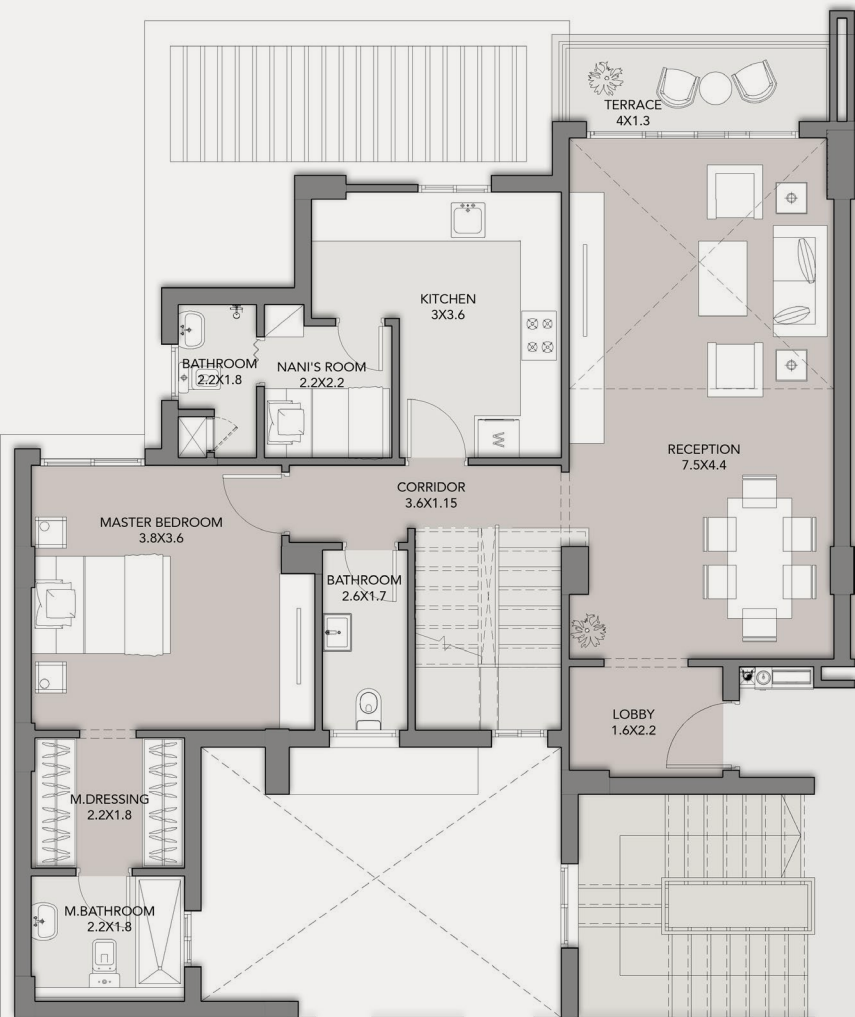 TERRACE
4X1.3
KITCHEN
3X3.6
BATHROOM
2.2X1.8
NANI'S ROOM
2.2X2.2
W
RECEPTION
7.5X4.4
CORRIDOR
3.6X1.15
MASTER BEDROOM
3.8X3.6
BATHROOM
2.6X1.7
LOBBY
1.6X2.2
M.DRESSING
2.2X1.8
M.BATHROOM
2.2X1.8